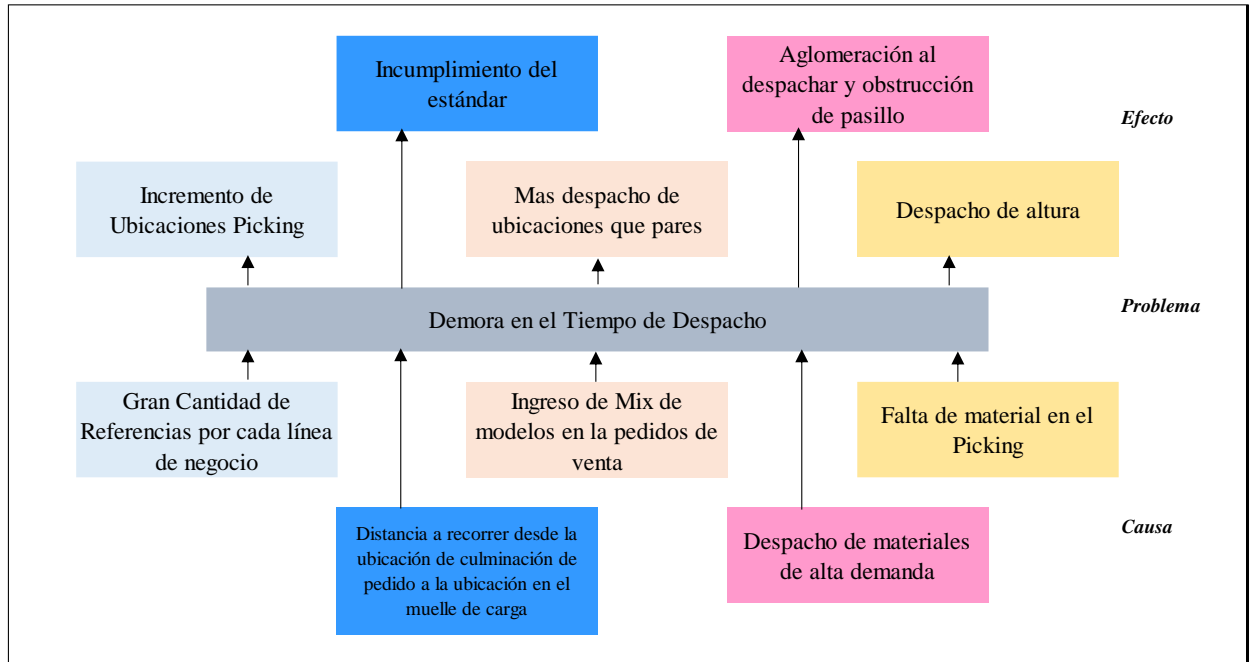 Incumplimiento del
estándar
Aglomeración al
despachar y obstrucción
de pasillo
Efecto
Incremento de
Ubicaciones Picking
Mas despacho de
ubicaciones que pares
Despacho de altura
Demora en el Tiempo de Despacho
Problema
Gran Cantidad de
Referencias por cada línea
de negocio
Ingreso de Mix de
modelos en la pedidos de
venta
Falta de material en el
Picking
Distancia a recorrer desde la
ubicación de culminación de
pedido a la ubicación en el
muelle de carga
Despacho de materiales
de alta demanda
Causa